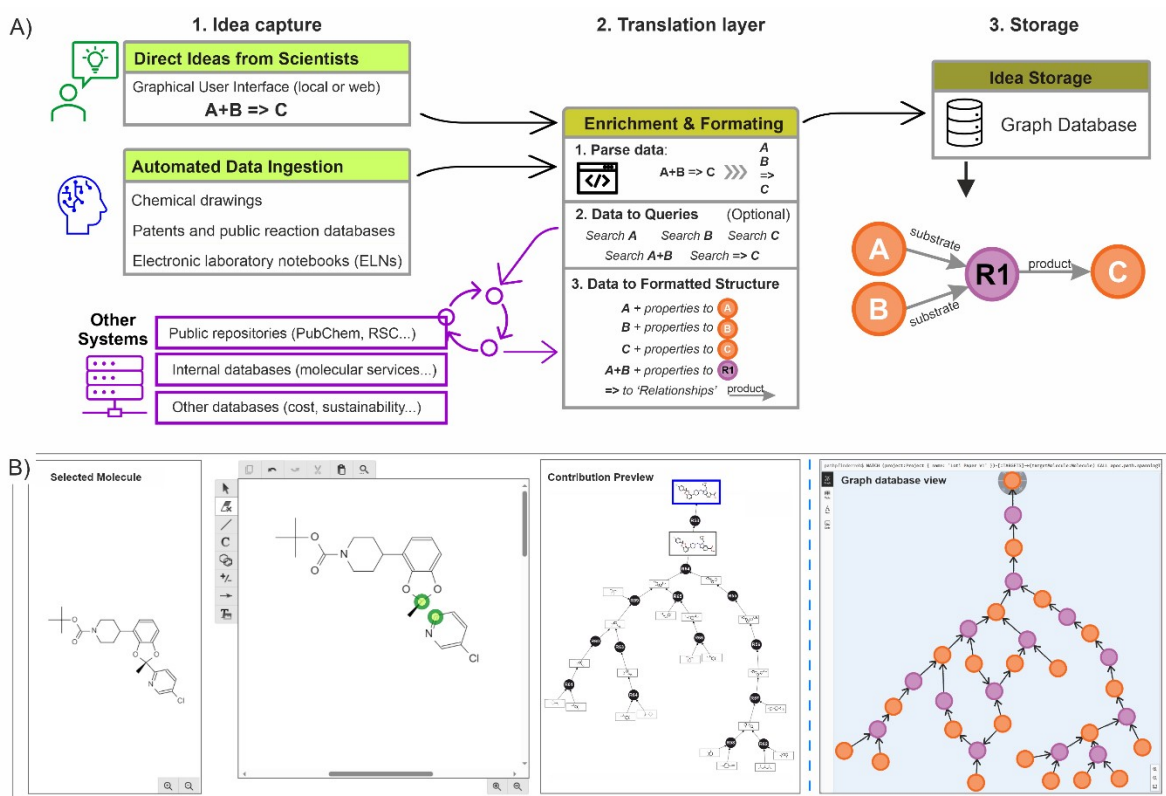 A)
1. Idea capture
2. Translation layer
3. Storage
Direct Ideas from Scientists
Graphical User Interface (local or web)
A+B => C
Automated Data Ingestion
Chemical drawings
Patents and public reaction databases
Electronic laboratory notebooks (ELNs)
Other
Systems
Public repositories (PubChem, RSC...)
Internal databases (molecular services...)
Other databases (cost, sustainability...)
Enrichment & Formating
1. Parse data:
A+B => C
A
B
=>
C
2. Data to Queries (Optional)
Search A Search B Search C
Search A+B Search => C
3. Data to Formatted Structure
A + properties to A
B + properties to B
C + properties to C
A+B + properties to R1
=> to 'Relationships' product
Idea Storage
Graph Database
A
substrate
B
substrate
R1
product
C
B)
Selected Molecule
O
O
N
O
O
N
Cl
C
T
O
O
N
O
O
N
Cl
Contribution Preview
Graph database view